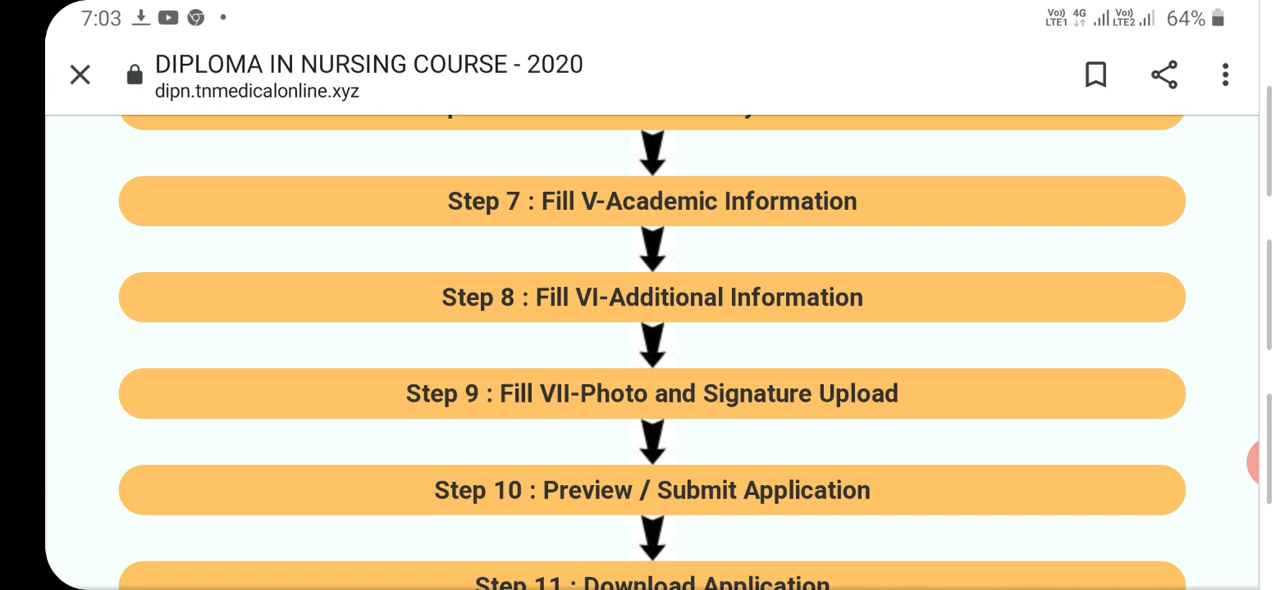 7:03
Vo)) 4G Vo)) 64%
LTE1 LTE2
DIPLOMA IN NURSING COURSE - 2020
dipn.tnmedicalonline.xyz
Step 7 : Fill V-Academic Information
Step 8 : Fill VI-Additional Information
Step 9 : Fill VII-Photo and Signature Upload
Step 10 : Preview / Submit Application
Step 11 : Download Application